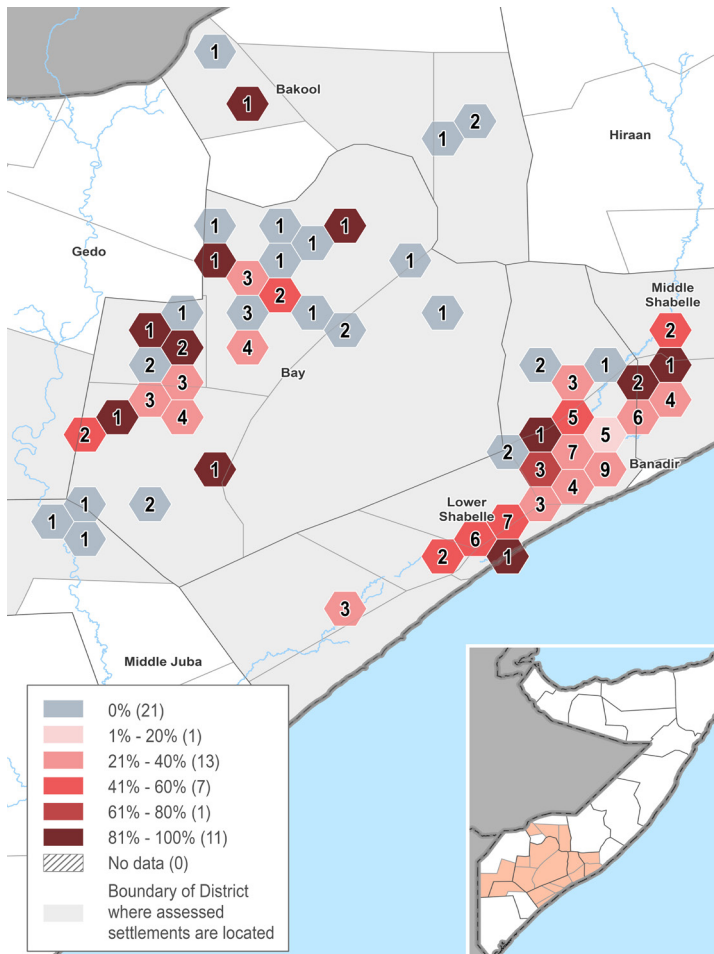 1
Bakool
1
2
1
Hiraan
1
1
1
1
Gedo
1
1
1
3
2
Middle
Shabelle
1
3
1
1
2
2
1
2
4
2
1
1
2
Bay
3
2
3
4
3
1
4
5
6
2
1
5
2
7
1
3
9
Banadir
4
2
1
Lower
Shabelle
3
1
7
1
6
2
1
3
Middle Juba
0% (21)
1% - 20% (1)
21% - 40% (13)
41% - 60% (7)
61% - 80% (1)
81% - 100% (11)
No data (0)
Boundary of District
where assessed
settlements are located